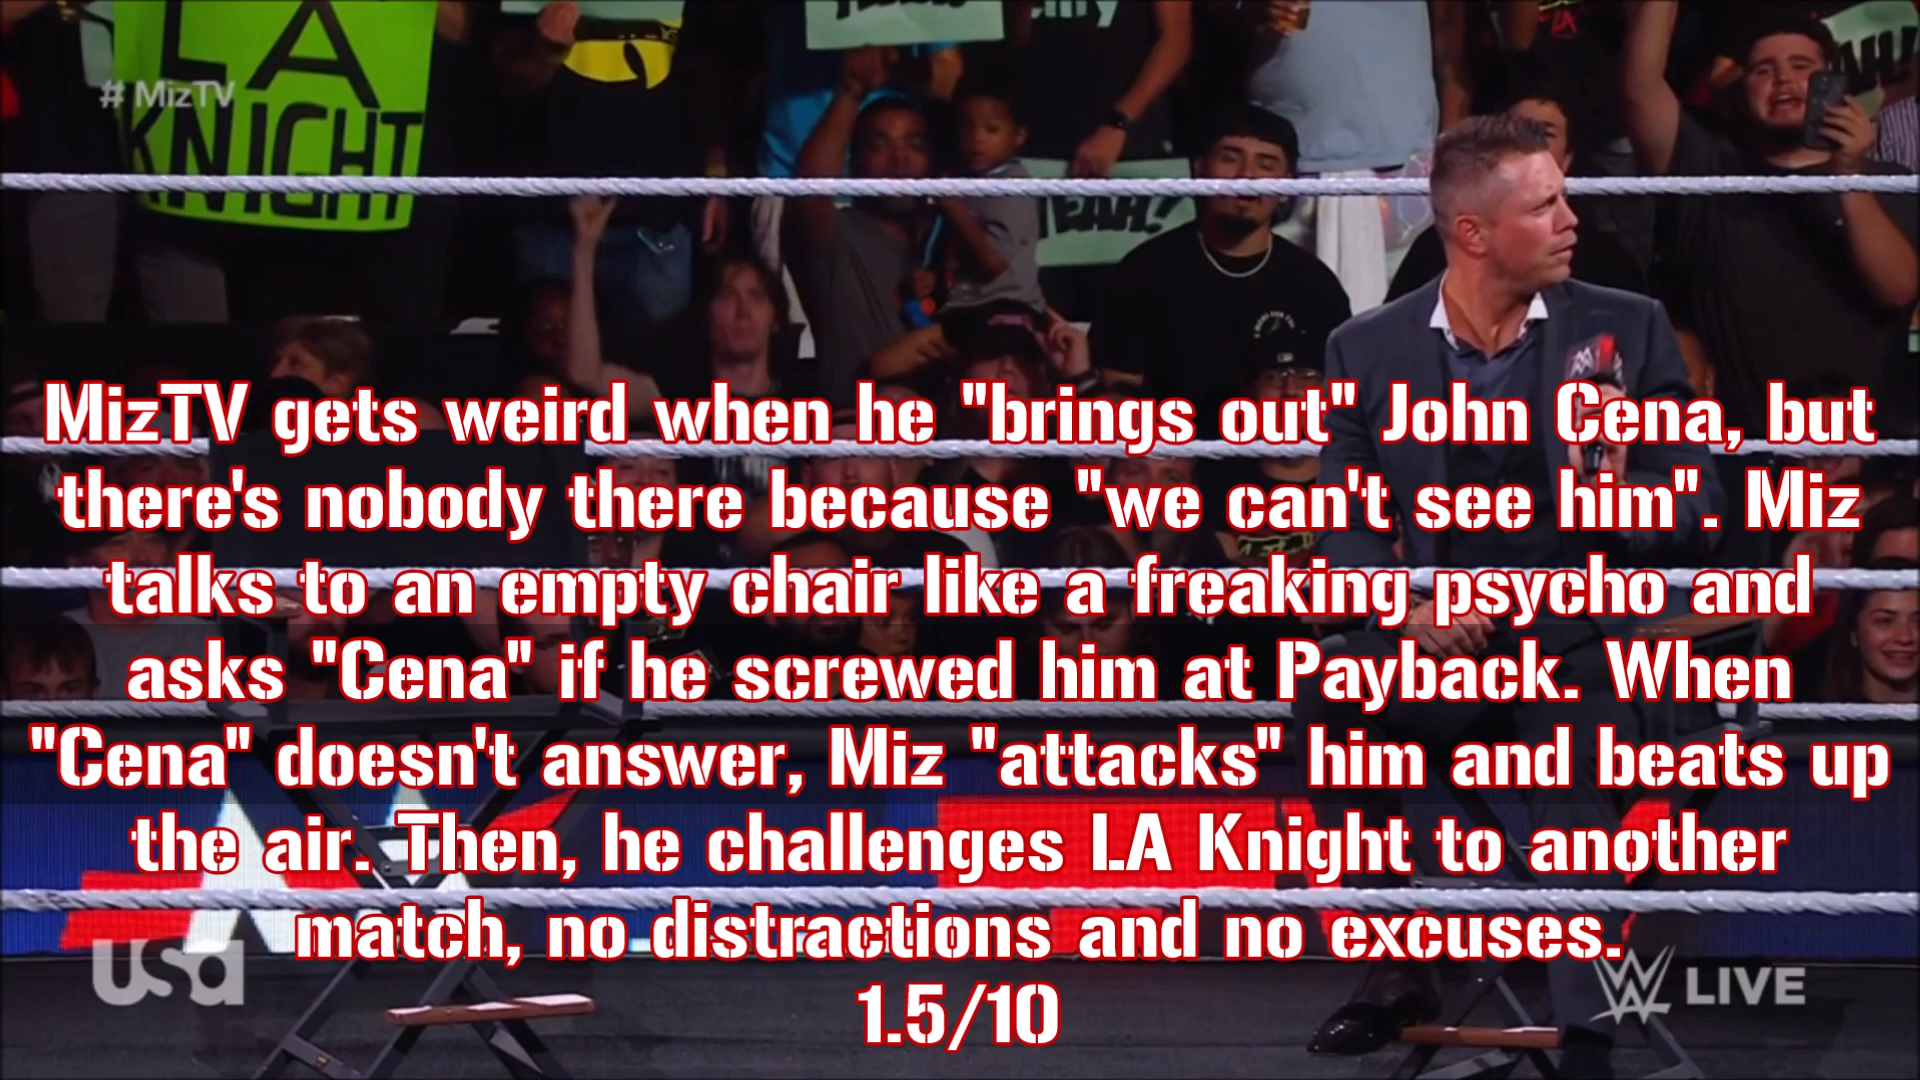 LA
KNIGHT
# MizTV
YEAH!
MizTV gets weird when he "brings out" John Cena, but
there's nobody there because "we can't see him". Miz
talks to an empty chair like a freaking psycho and
asks "Cena" if he screwed him at Payback. When
"Cena" doesn't answer, Miz "attacks" him and beats up
the air. Then, he challenges LA Knight to another
match, no distractions and no excuses.
1.5/10
usa
W LIVE